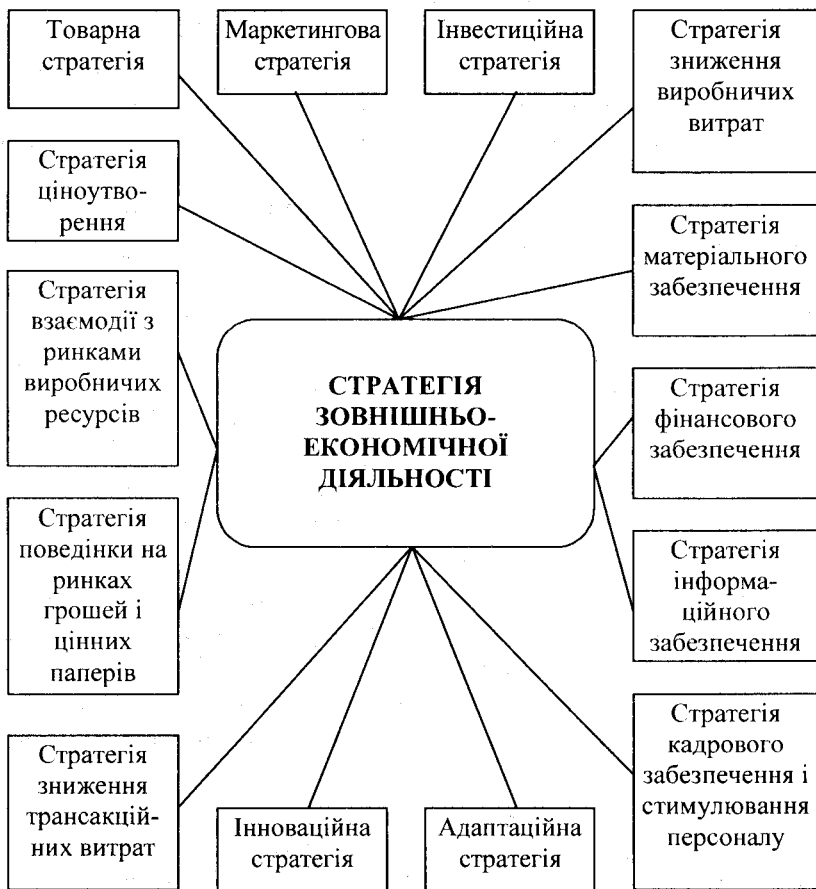 Товарна
стратегія
Маркетингова
стратегія
Інвестиційна
стратегія
Стратегія
зниження
виробничих
витрат
Стратегія
ціноутво-
рення
Стратегія
матеріального
забезпечення
Стратегія
взаємодії з
ринками
виробничих
ресурсів
СТРАТЕГІЯ
ЗОВНІШНЬО-
ЕКОНОМІЧНОЇ
ДІЯЛЬНОСТІ
Стратегія
фінансового
забезпечення
Стратегія
поведінки на
ринках
грошей і
цінних
паперів
Стратегія
інформа-
ційного
забезпечення
Стратегія
зниження
трансакцій-
них витрат
Інноваційна
стратегія
Адаптаційна
стратегія
Стратегія
кадрового
забезпечення і
стимулювання
персоналу